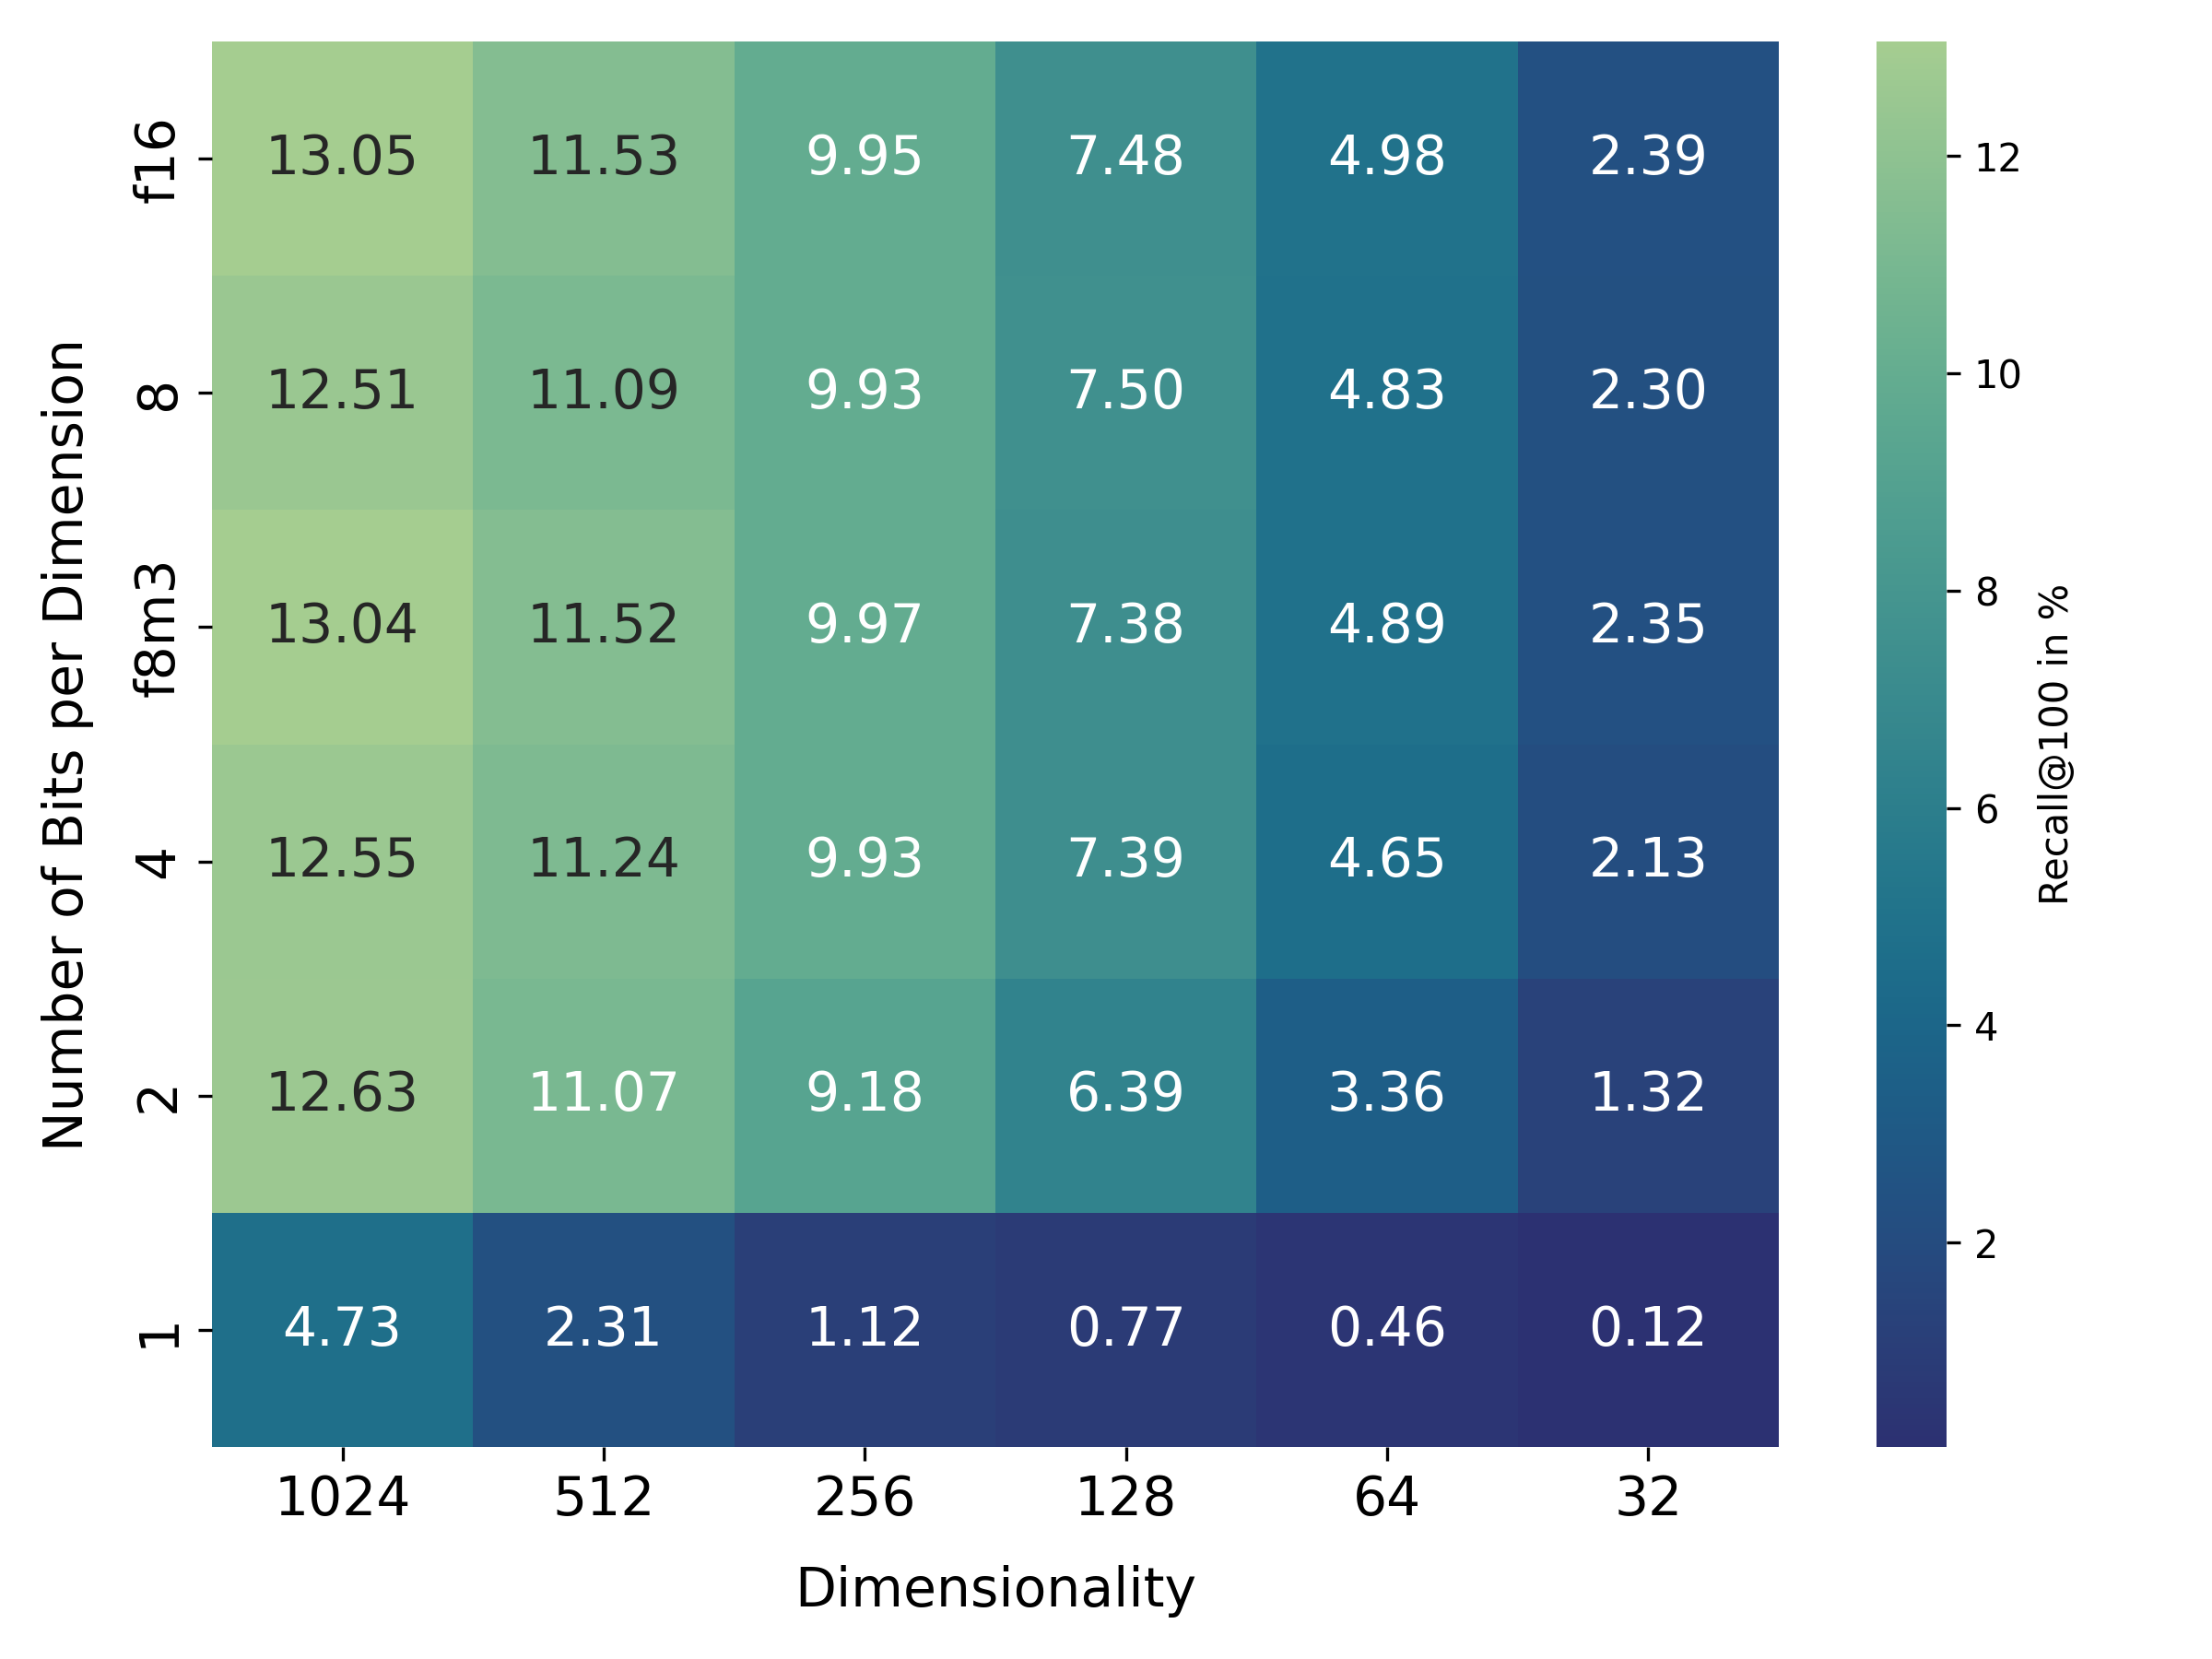 Number of Bits per Dimension
f16 13.05 11.53 9.95 7.48 4.98 2.39
8 12.51 11.09 9.93 7.50 4.83 2.30
f8m3 13.04 11.52 9.97 7.38 4.89 2.35
4 12.55 11.24 9.93 7.39 4.65 2.13
2 12.63 11.07 9.18 6.39 3.36 1.32
1 4.73 2.31 1.12 0.77 0.46 0.12
1024 512 256 128 64 32
Dimensionality
12
10
8
6
4
2
Recall@100 in %